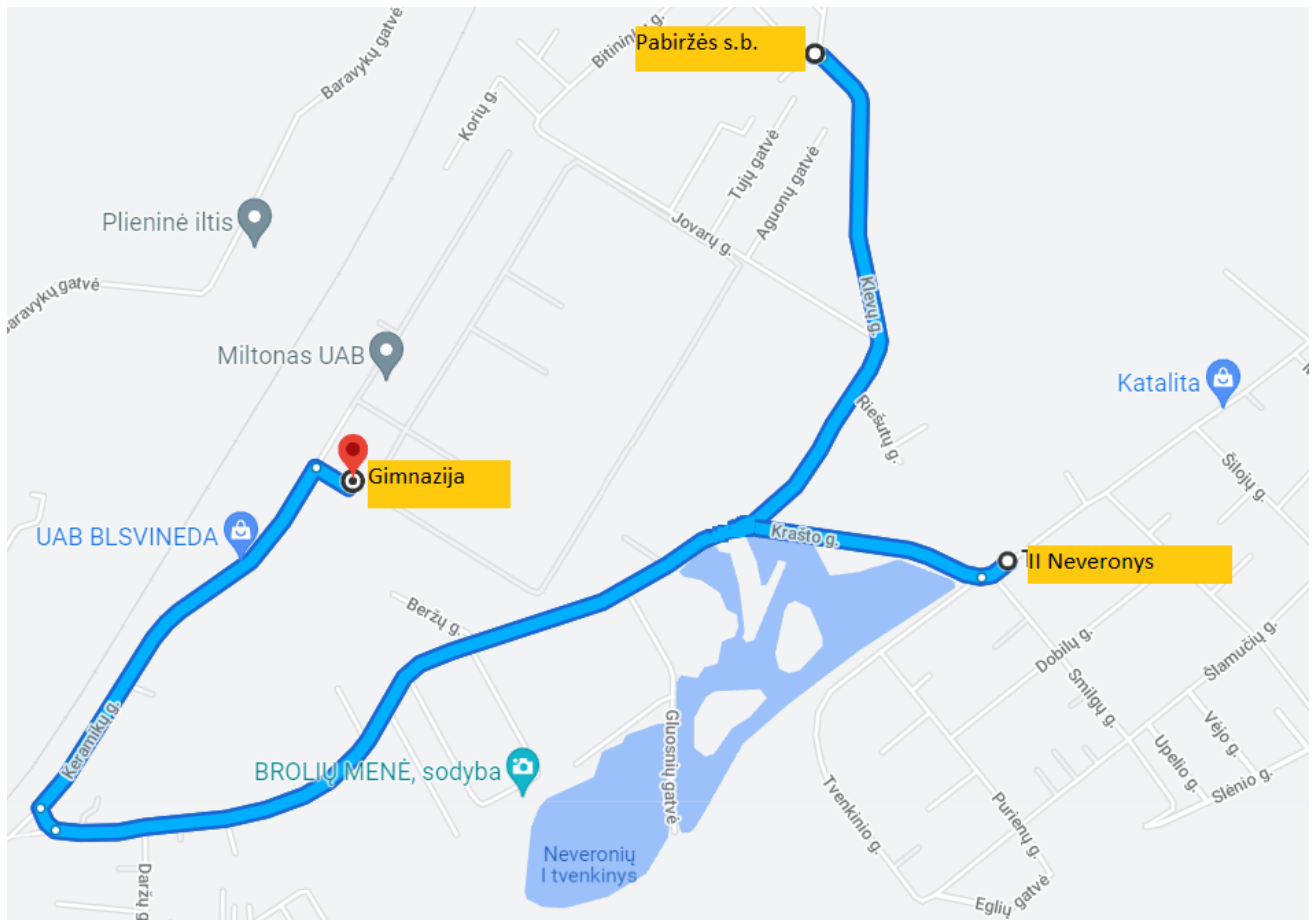 Baravykų gatvė
Bitininkų g.
Pabiržės s.b.
Korių g.
Tujų gatvė
Aguonų gatvė
Plieninė iltis
Jovarų g.
Baravykų gatvė
Klevų g.
Miltonas UAB
Katalita
Riešutų g.
Šilojų g.
Gimnazija
UAB BLSVINEDA
Krašto g.
II Neveronys
Beržų g.
Dobilų g.
Šlamučių g.
Smilgų g.
Keramikų g.
Gluosnių gatvė
Vėjo g.
Upelio g.
BROLIŲ MENĖ, sodyba
Slėnio g.
Tvenkinio g.
Purienų g.
Neveronių
I tvenkinys
Daržų g
Eglių gatvė